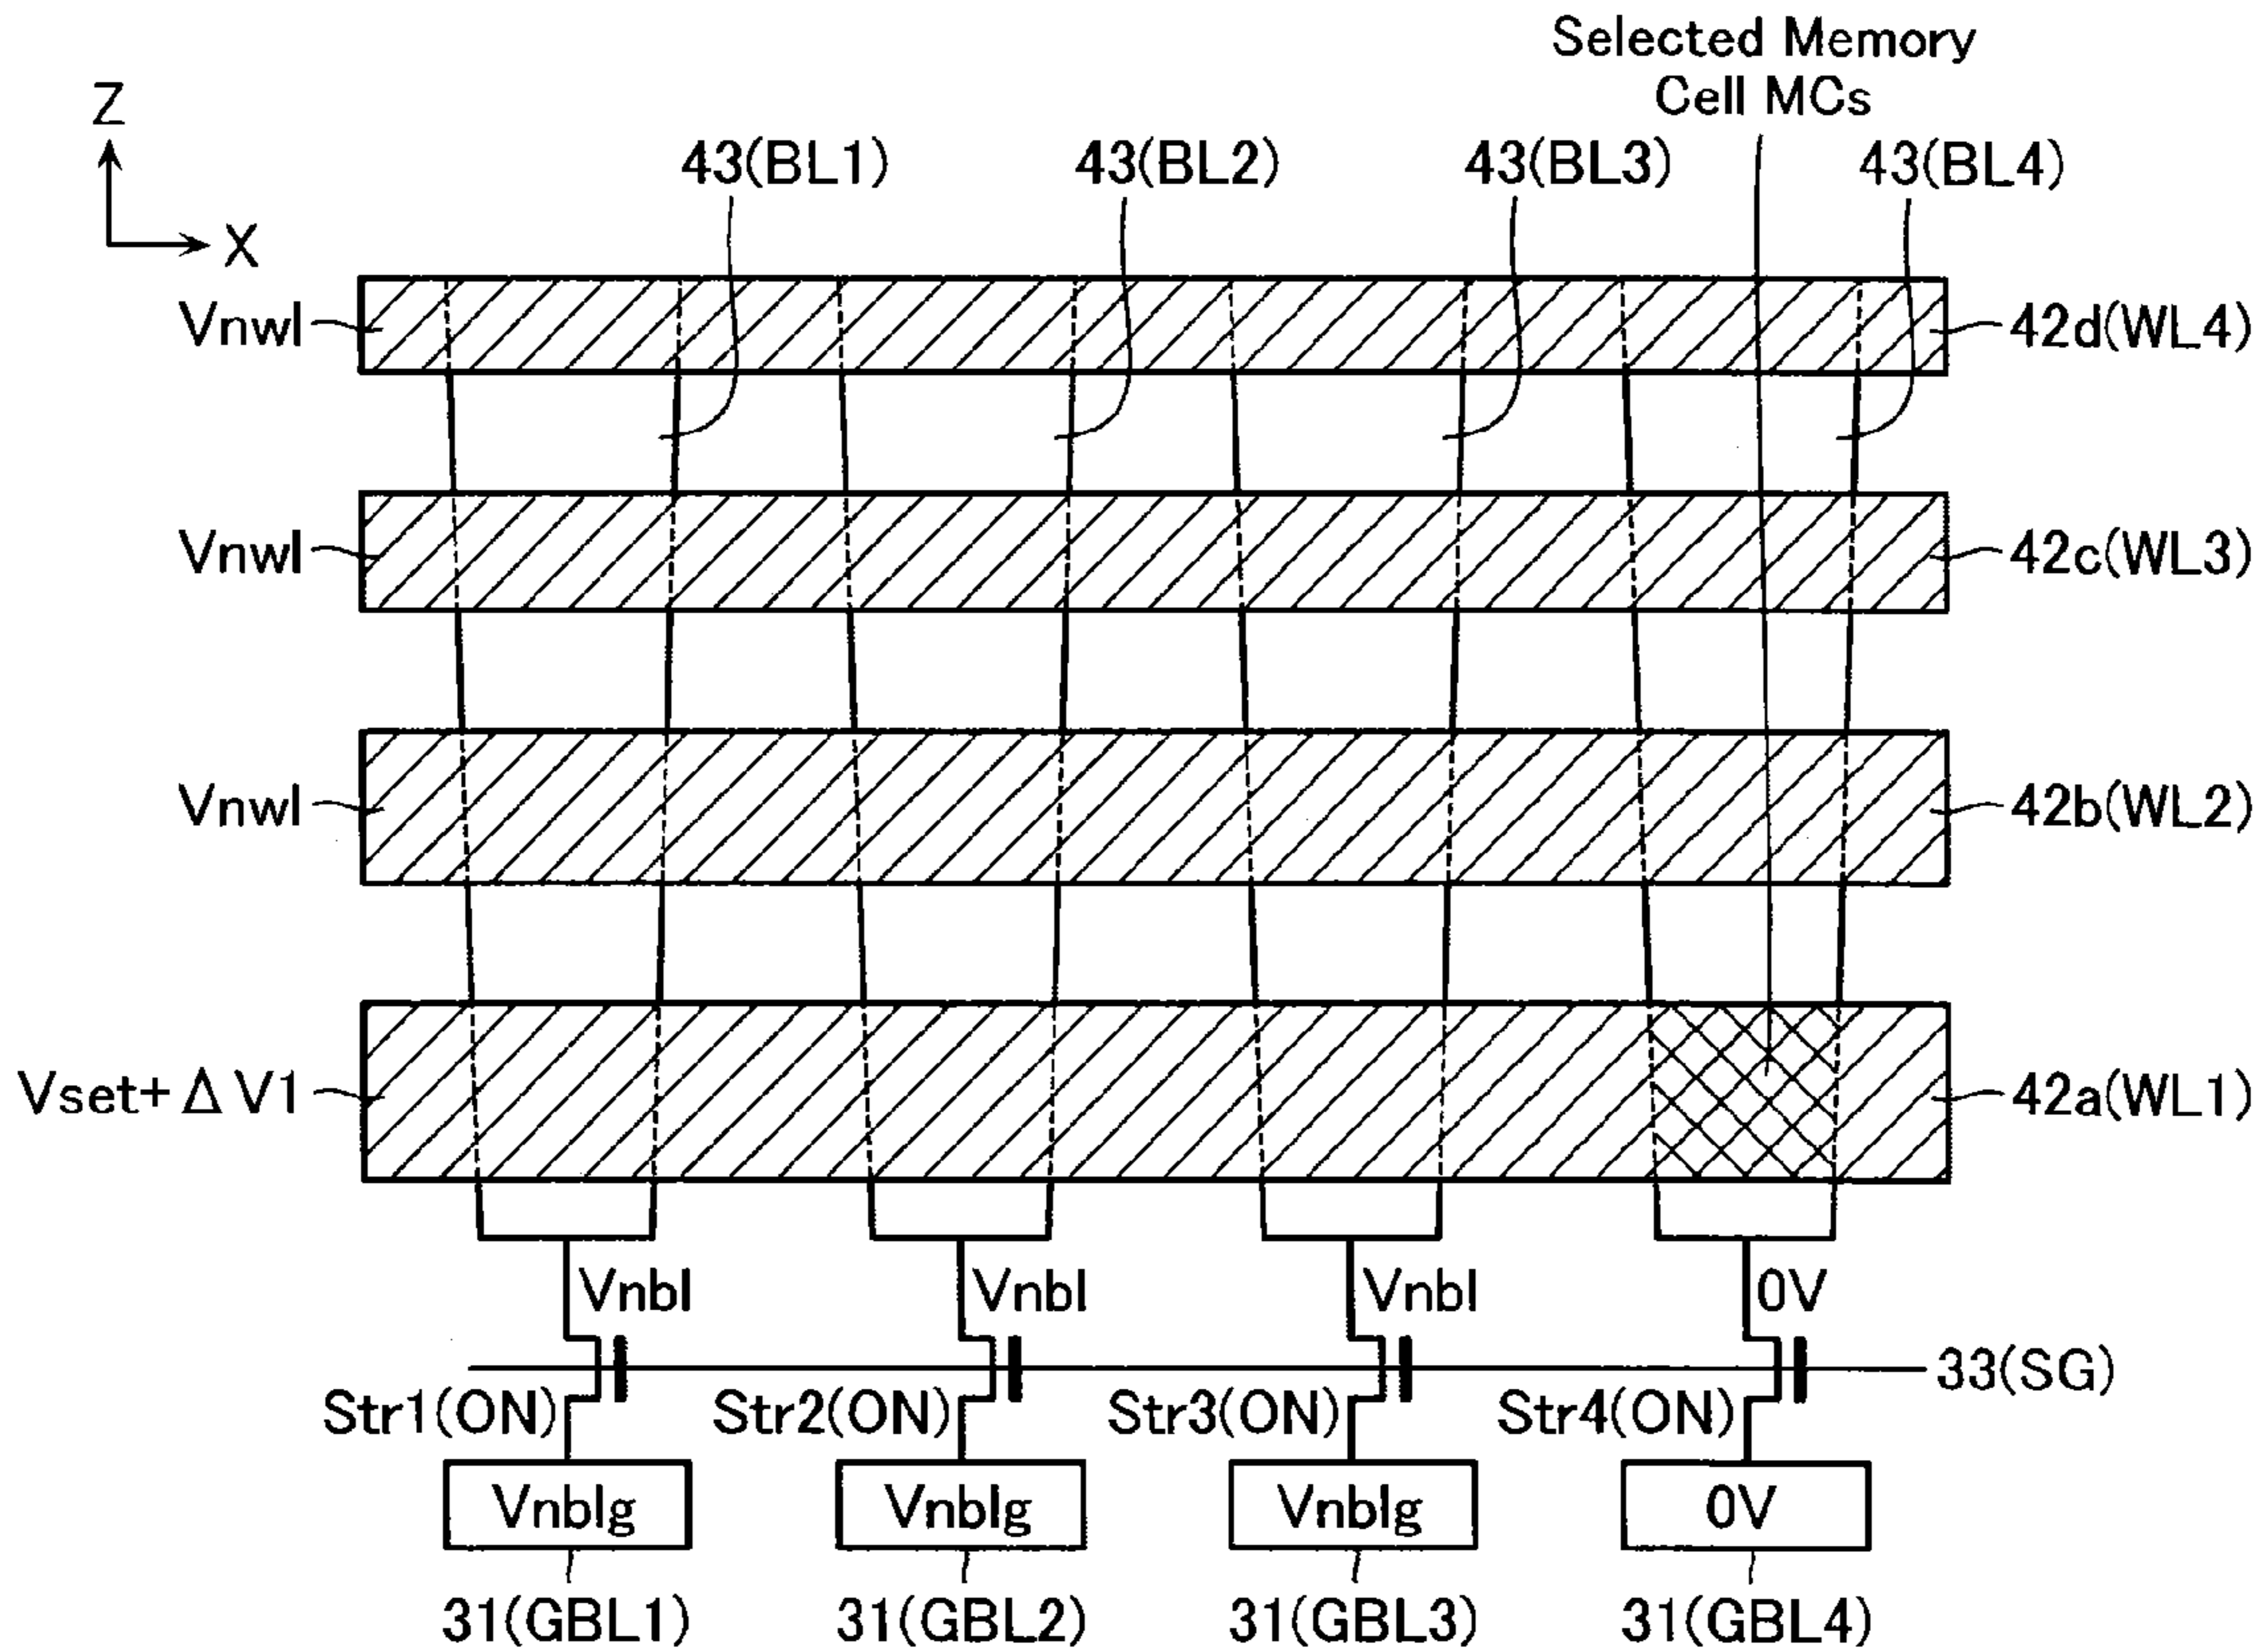 Selected Memory
Cell MCs
Z
X
43(BL1) 43(BL2) 43(BL3) 43(BL4)
Vnwl 42d(WL4)
Vnwl 42c(WL3)
Vnwl 42b(WL2)
Vset+ΔV1 42a(WL1)
Vnbl Vnbl Vnbl 0V
33(SG)
Str1(ON) Str2(ON) Str3(ON) Str4(ON)
Vnblg Vnblg Vnblg 0V
31(GBL1) 31(GBL2) 31(GBL3) 31(GBL4)